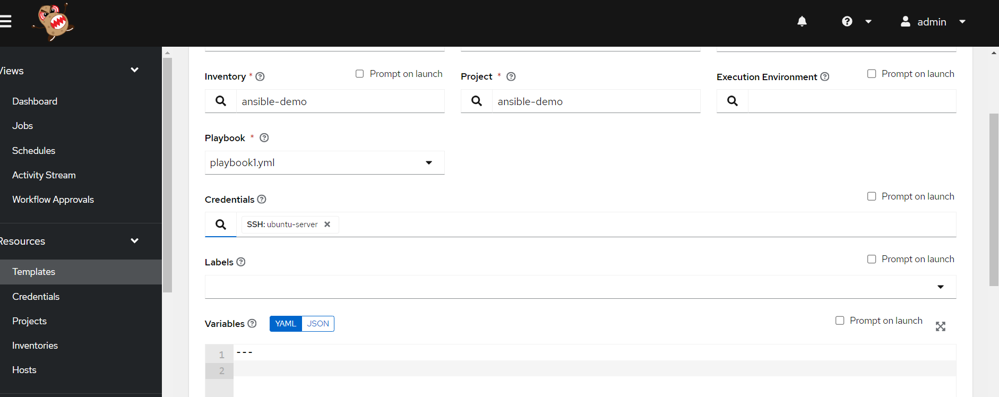 admin
Views
Dashboard
Jobs
Schedules
Activity Stream
Workflow Approvals
Resources
Templates
Credentials
Projects
Inventories
Hosts
Inventory * Prompt on launch
ansible-demo
Project *
ansible-demo
Execution Environment Prompt on launch
Playbook *
playbook1.yml
Credentials Prompt on launch
SSH: ubuntu-server
Labels Prompt on launch
Variables YAML JSON Prompt on launch
1 ---
2